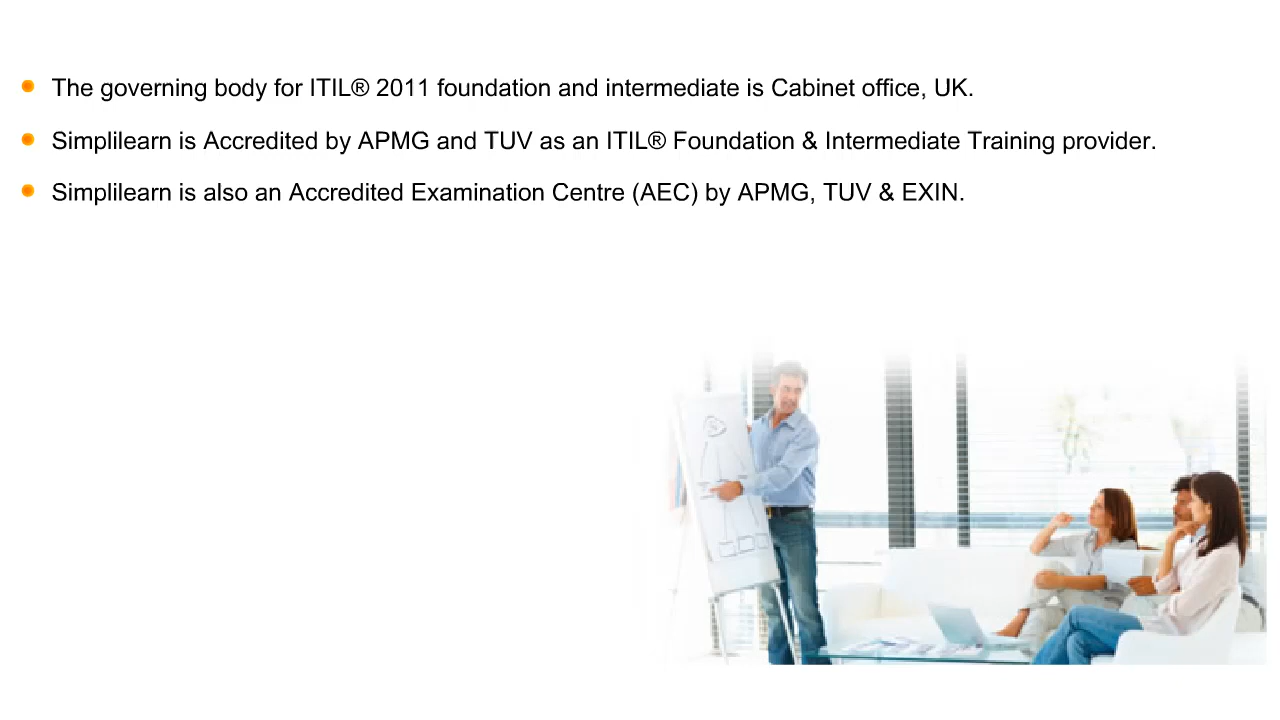 The governing body for ITIL® 2011 foundation and intermediate is Cabinet office, UK.
Simplilearn is Accredited by APMG and TUV as an ITIL® Foundation & Intermediate Training provider.
Simplilearn is also an Accredited Examination Centre (AEC) by APMG, TUV & EXIN.